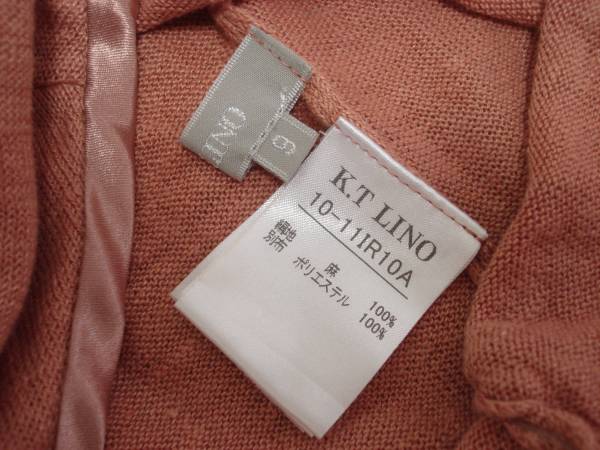 LINO
9
K.T LINO
10-11IR10A
編地 麻 100%
別布 ポリエステル 100%